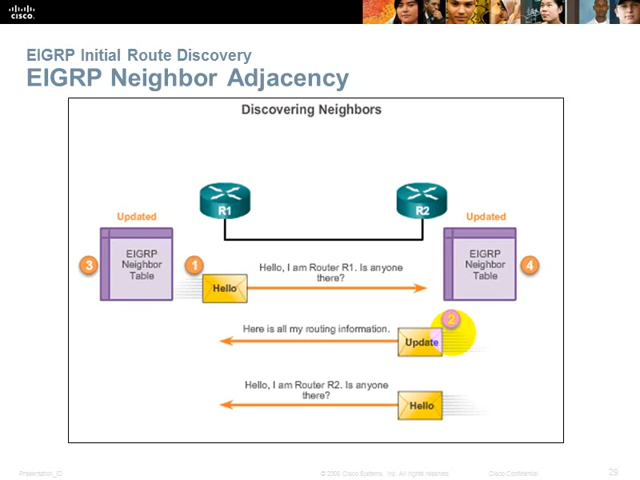 CISCO.
EIGRP Initial Route Discovery
EIGRP Neighbor Adjacency
Discovering Neighbors
R1
R2
Updated
Updated
EIGRP
Neighbor
Table
EIGRP
Neighbor
Table
3
1
4
Hello, I am Router R1. Is anyone
there?
Hello
2
Here is all my routing information.
Update
Hello, I am Router R2. Is anyone
there?
Hello
Presentation_ID
© 2008 Cisco Systems, Inc. All rights reserved.
Cisco Confidential
29